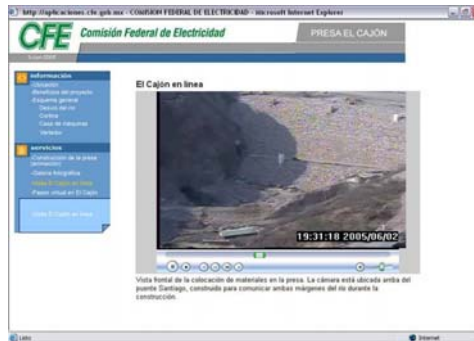 http://aplicaciones.cfe.gob.mx - COMISION FEDERAL DE ELECTRICIDAD - Microsoft Internet Explorer
CFE Comisión Federal de Electricidad
PRESA EL CAJÓN
información
-Ubicación
-Beneficios del proyecto
-Esquema general
Desvío del río
Cortina
Casa de máquinas
Vertedor
servicios
-Construcción de la presa
(animación)
-Galería fotográfica
-Visita El Cajón en línea
-Paseo virtual en El Cajón
Visita El Cajón en línea
El Cajón en línea
19:31:18 2005/06/02
Vista frontal de la colocación de materiales en la presa. La cámara está ubicada arriba del
puente Santiago, construido para comunicar ambas márgenes del río durante la
construcción.
Listo
Internet